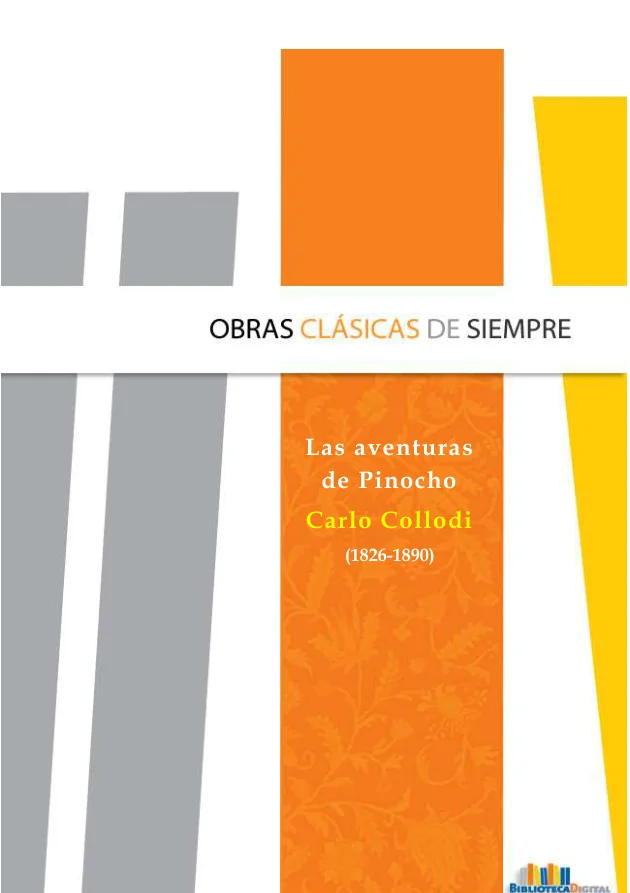 OBRAS CLÁSICAS DE SIEMPRE
Las aventuras
de Pinocho
Carlo Collodi
(1826-1890)
BIBLIOTECADIGITAL